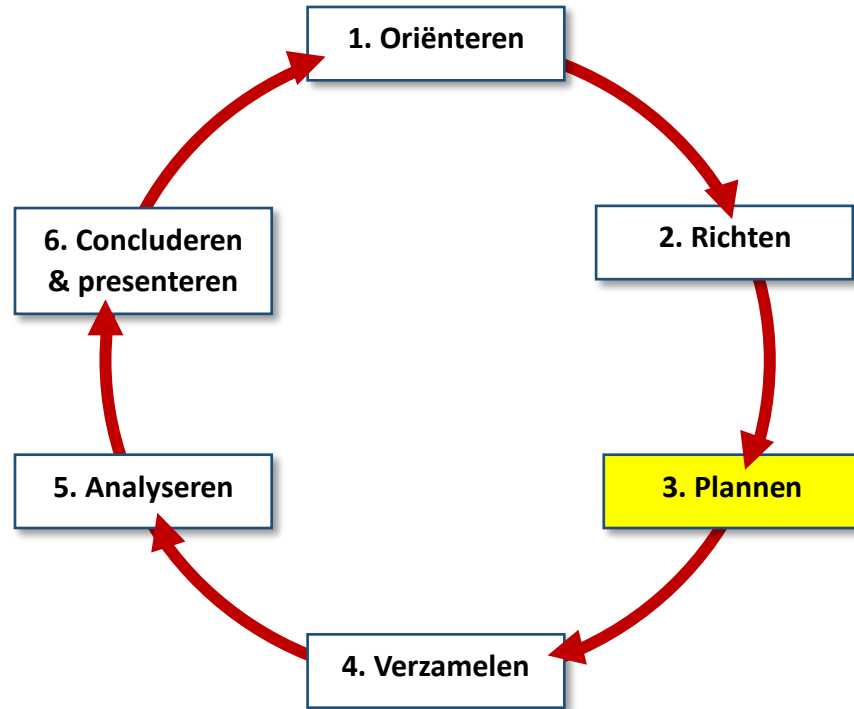 1. Oriënteren
2. Richten
3. Plannen
4. Verzamelen
5. Analyseren
6. Concluderen
& presenteren